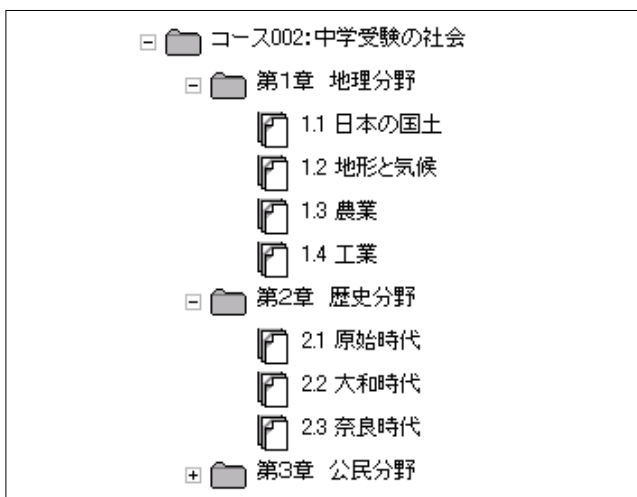 コース002:中学受験の社会
第1章 地理分野
1.1 日本の国土
1.2 地形と気候
1.3 農業
1.4 工業
第2章 歴史分野
2.1 原始時代
2.2 大和時代
2.3 奈良時代
第3章 公民分野